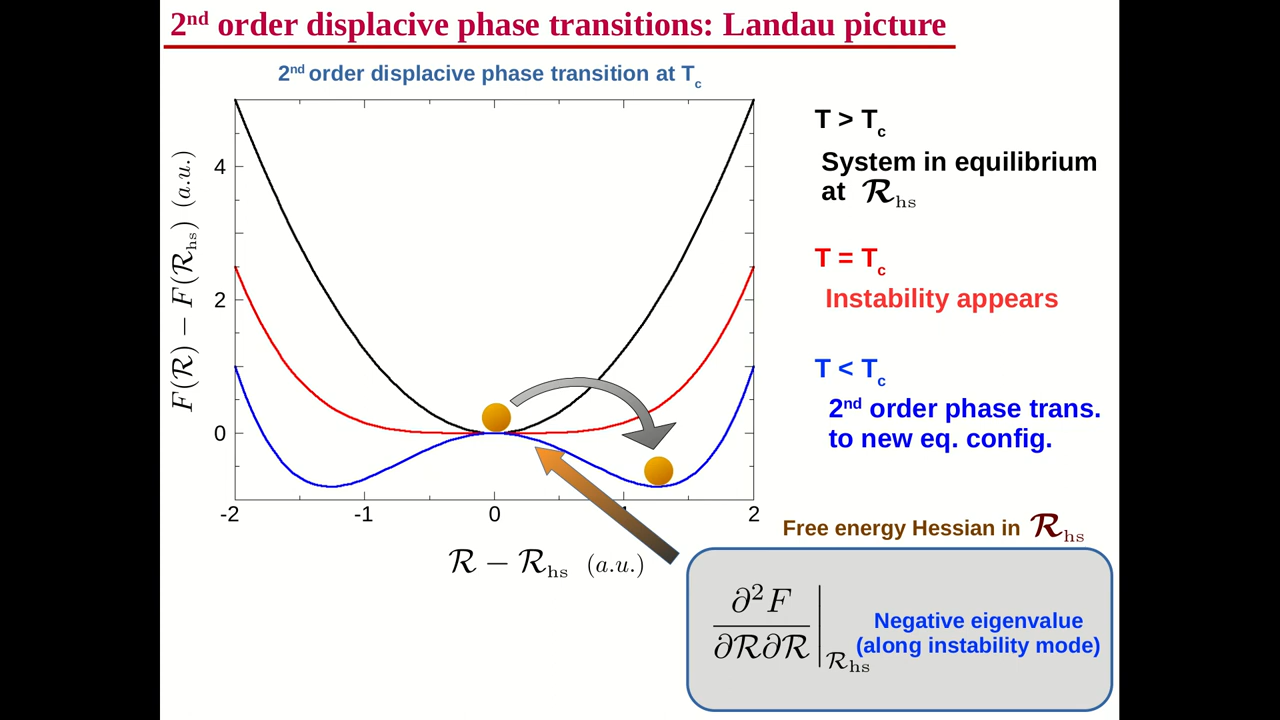 2nd order displacive phase transitions: Landau picture
2nd order displacive phase transition at Tc
F(ℛ) − F(ℛhs) (a.u.)
4
2
0
-2 -1 0 1 2
ℛ − ℛhs (a.u.)
T > Tc
System in equilibrium
at ℛhs
T = Tc
Instability appears
T < Tc
2nd order phase trans.
to new eq. config.
Free energy Hessian in ℛhs
∂²F
∂ℛ∂ℛ
ℛhs
Negative eigenvalue
(along instability mode)